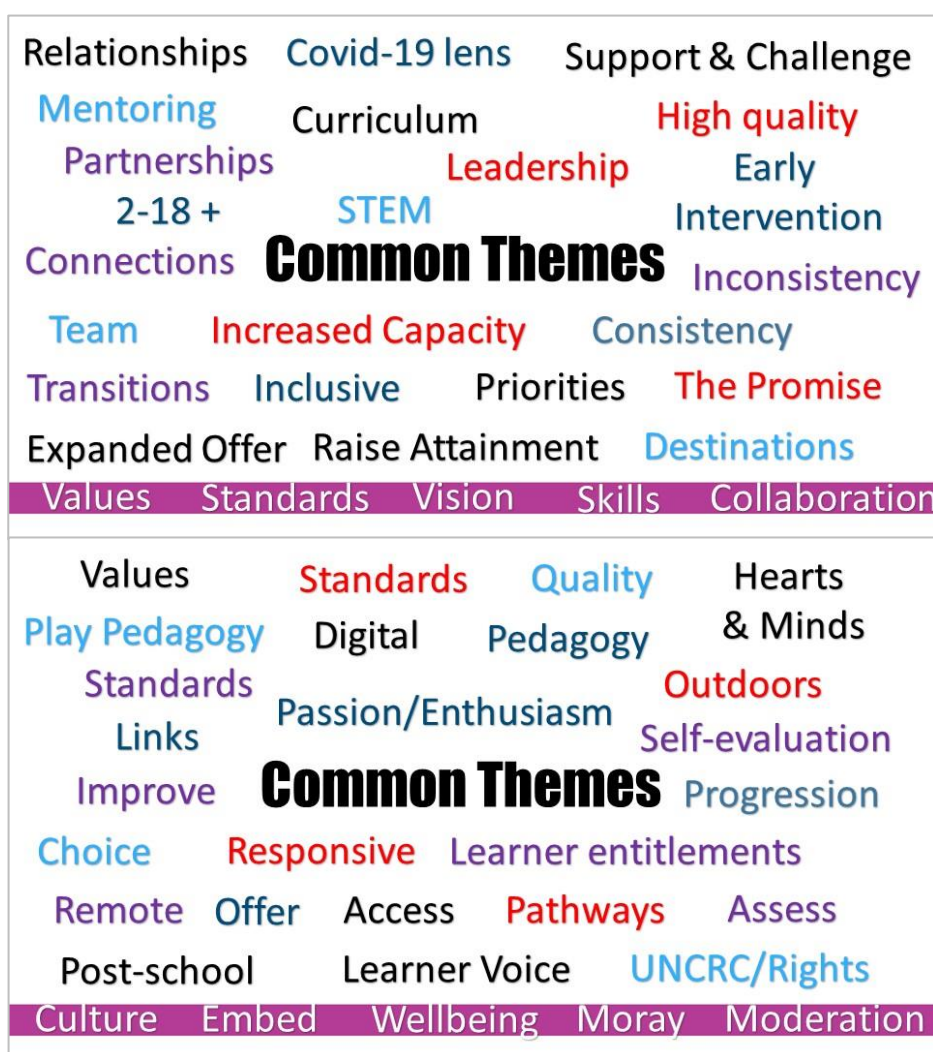 Relationships Covid-19 lens Support & Challenge
Mentoring Curriculum High quality
Partnerships Leadership Early
2-18 + STEM Intervention
Connections Common Themes Inconsistency
Team Increased Capacity Consistency
Transitions Inclusive Priorities The Promise
Expanded Offer Raise Attainment Destinations
Values Standards Vision Skills Collaboration
Values Standards Quality Hearts
Play Pedagogy Digital Pedagogy & Minds
Standards Passion/Enthusiasm Outdoors
Links Self-evaluation
Improve Common Themes Progression
Choice Responsive Learner entitlements
Remote Offer Access Pathways Assess
Post-school Learner Voice UNCRC/Rights
Culture Embed Wellbeing Moray Moderation